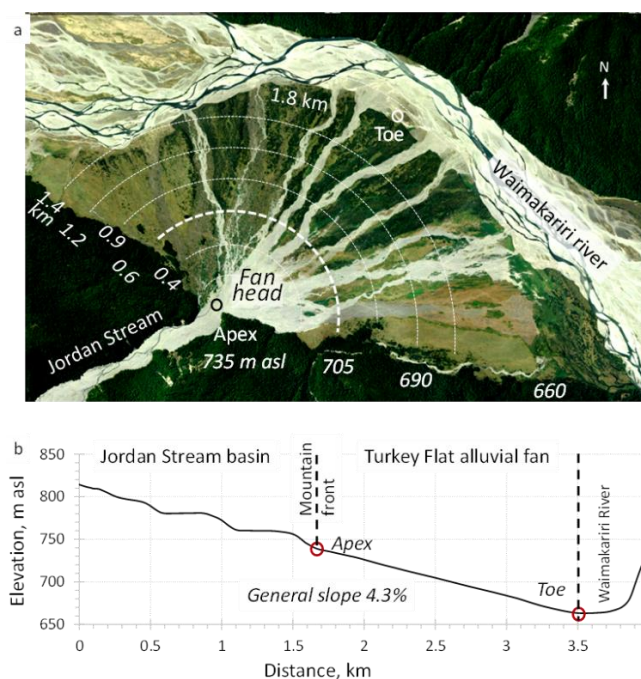 a
N
1.8 km
Toe
Waimakariri river
1.4
km
1.2
0.9
0.6
0.4
Fan
head
Jordan Stream
Apex
735 m asl
705
690
660
b
850
800
750
700
650
Elevation, m asl
Jordan Stream basin
Mountain
front
Turkey Flat alluvial fan
Waimakariri River
Apex
General slope 4.3%
Toe
0
0.5
1
1.5
2
2.5
3
3.5
Distance, km